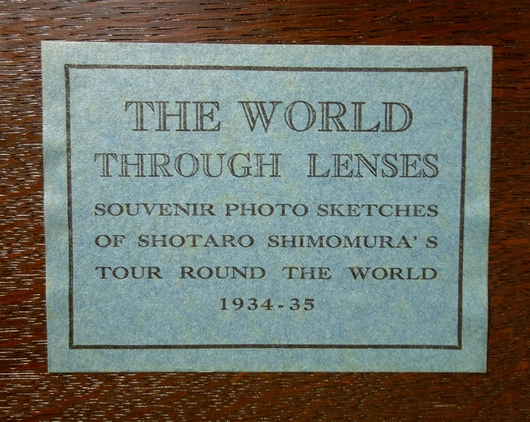 THE WORLD
THROUGH LENSES
SOUVENIR PHOTO SKETCHES
OF SHOTARO SHIMOMURA'S
TOUR ROUND THE WORLD
1934-35